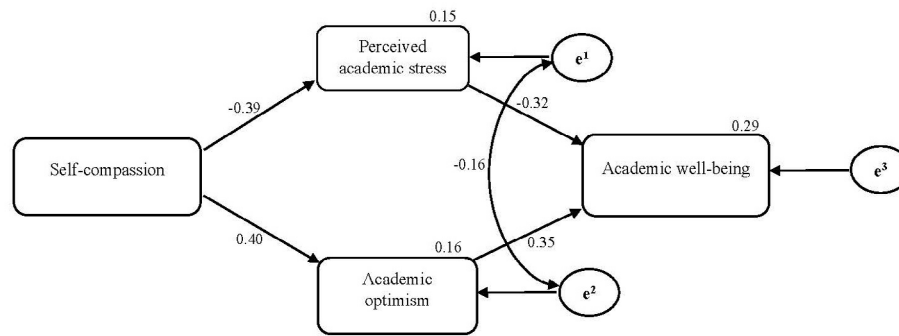 0.15
Perceived
academic stress
e¹
-0.39
-0.32
0.29
Self-compassion
-0.16
Academic well-being
e³
0.40
0.16
0.35
Academic
optimism
e²